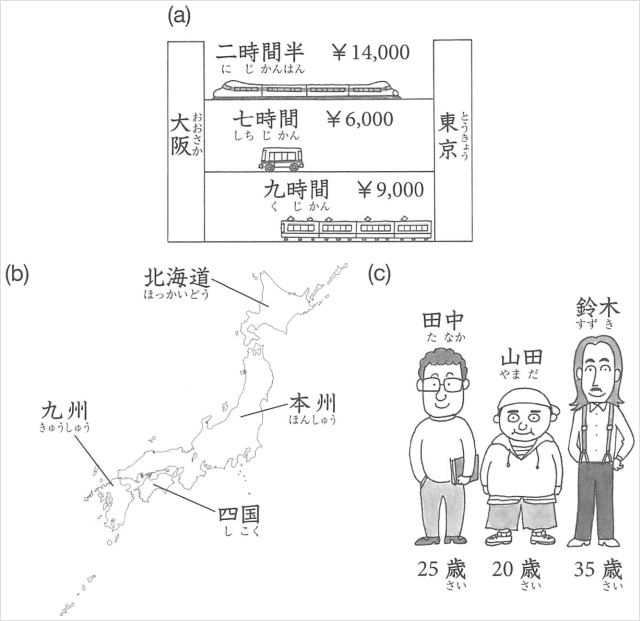 (a)
二時間半 ￥14,000
に じ かんはん
大阪
おおさか
七時間 ￥6,000
しち じ かん
東京
とうきょう
九時間 ￥9,000
く じ かん
(b)
北海道
ほっかいどう
九州
きゅうしゅう
本州
ほんしゅう
四国
し こく
(c)
田中
た なか
山田
やま だ
鈴木
すず き
25 歳
さい
20 歳
さい
35 歳
さい